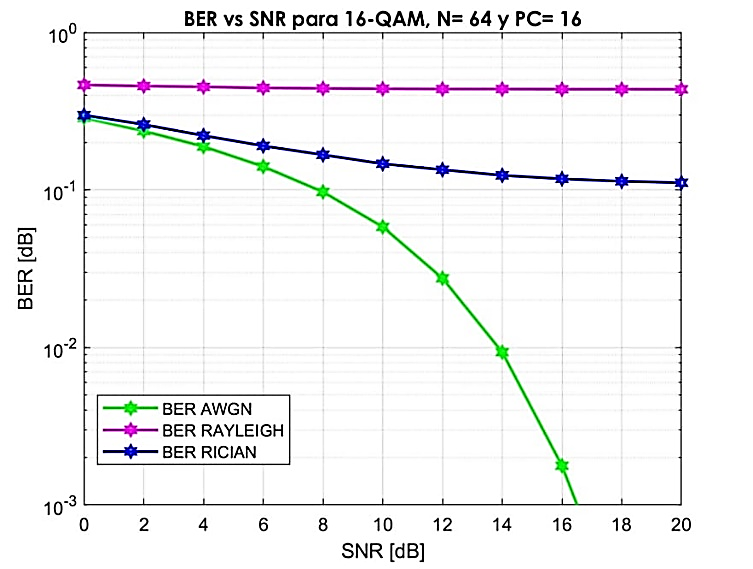 BER vs SNR para 16-QAM, N= 64 y PC= 16
10^0
10^-1
10^-2
10^-3
BER [dB]
BER AWGN
BER RAYLEIGH
BER RICIAN
0 2 4 6 8 10 12 14 16 18 20
SNR [dB]